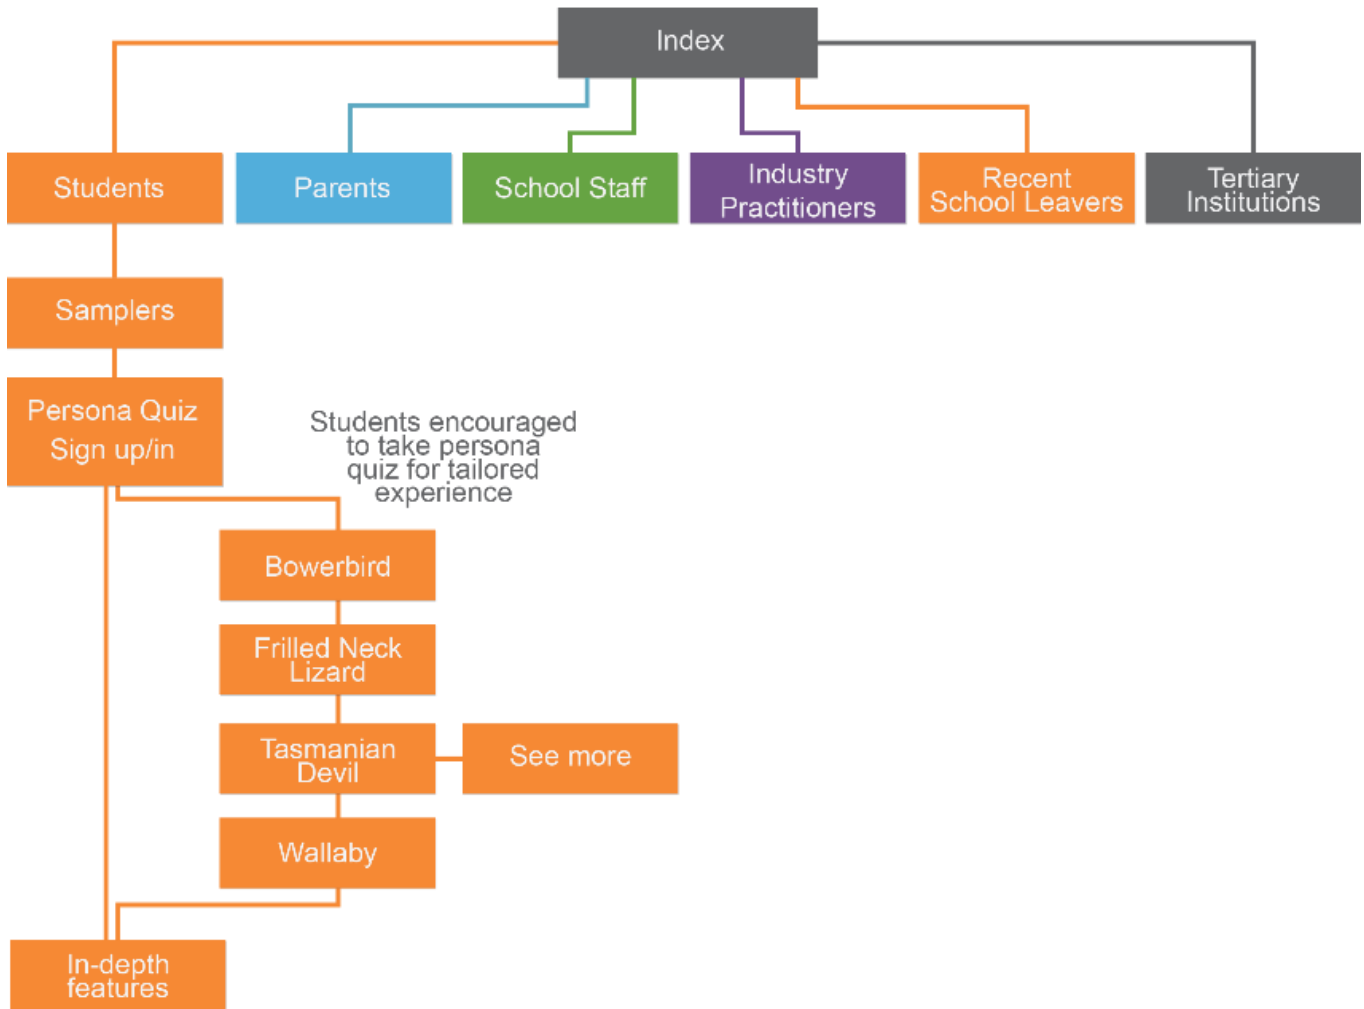 Index
Students
Parents
School Staff
Industry
Practitioners
Recent
School Leavers
Tertiary
Institutions
Samplers
Persona Quiz
Sign up/in
Students encouraged
to take persona
quiz for tailored
experience
Bowerbird
Frilled Neck
Lizard
Tasmanian
Devil
See more
Wallaby
In-depth
features